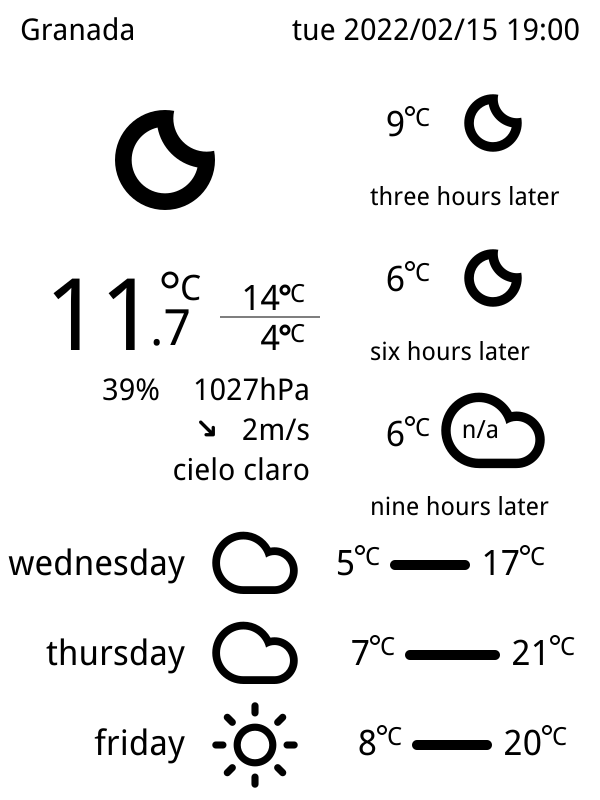 Granada tue 2022/02/15 19:00
9°C
three hours later
11.7°C 14°C
4°C
6°C
six hours later
39% 1027hPa
2m/s
cielo claro
6°C n/a
nine hours later
wednesday 5°C 17°C
thursday 7°C 21°C
friday 8°C 20°C